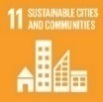 11 SUSTAINABLE CITIES
AND COMMUNITIES